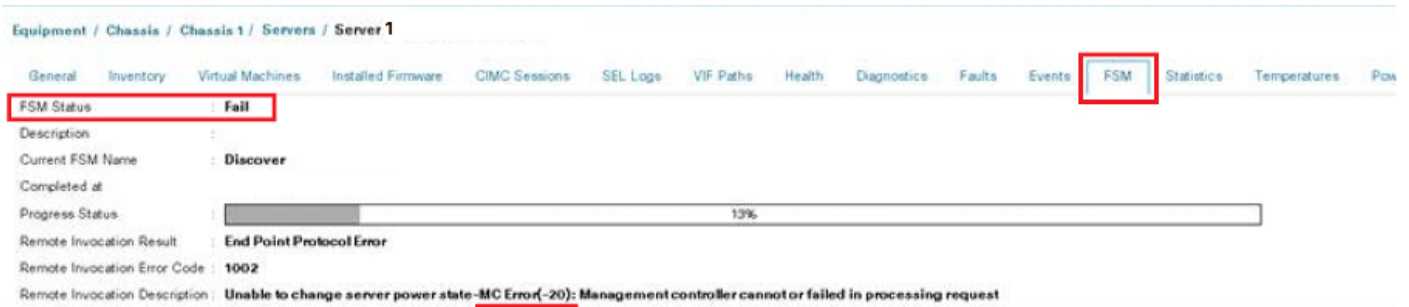 Equipment / Chassis / Chassis 1 / Servers / Server 1
General Inventory Virtual Machines Installed Firmware CIMC Sessions SEL Logs VIF Paths Health Diagnostics Faults Events FSM Statistics Temperatures Pow
FSM Status : Fail
Description :
Current FSM Name : Discover
Completed at
Progress Status : 13%
Remote Invocation Result : End Point Protocol Error
Remote Invocation Error Code : 1002
Remote Invocation Description : Unable to change server power state-MC Error(-20): Management controller cannot or failed in processing request